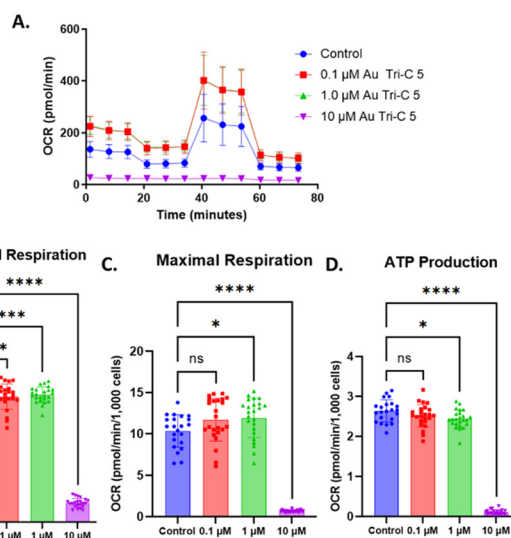 A.
600
400
200
0
OCR (pmol/min)
0 20 40 60 80
Time (minutes)
Control
0.1 µM Au Tri-C 5
1.0 µM Au Tri-C 5
10 µM Au Tri-C 5
Respiration
****
***
*
µM 1 µM 10 µM
C.
Maximal Respiration
****
*
ns
20
15
10
5
0
OCR (pmol/min/1,000 cells)
Control 0.1 µM 1 µM 10 µM
D.
ATP Production
****
*
ns
4
3
2
1
0
OCR (pmol/min/1,000 cells)
Control 0.1 µM 1 µM 10 µM